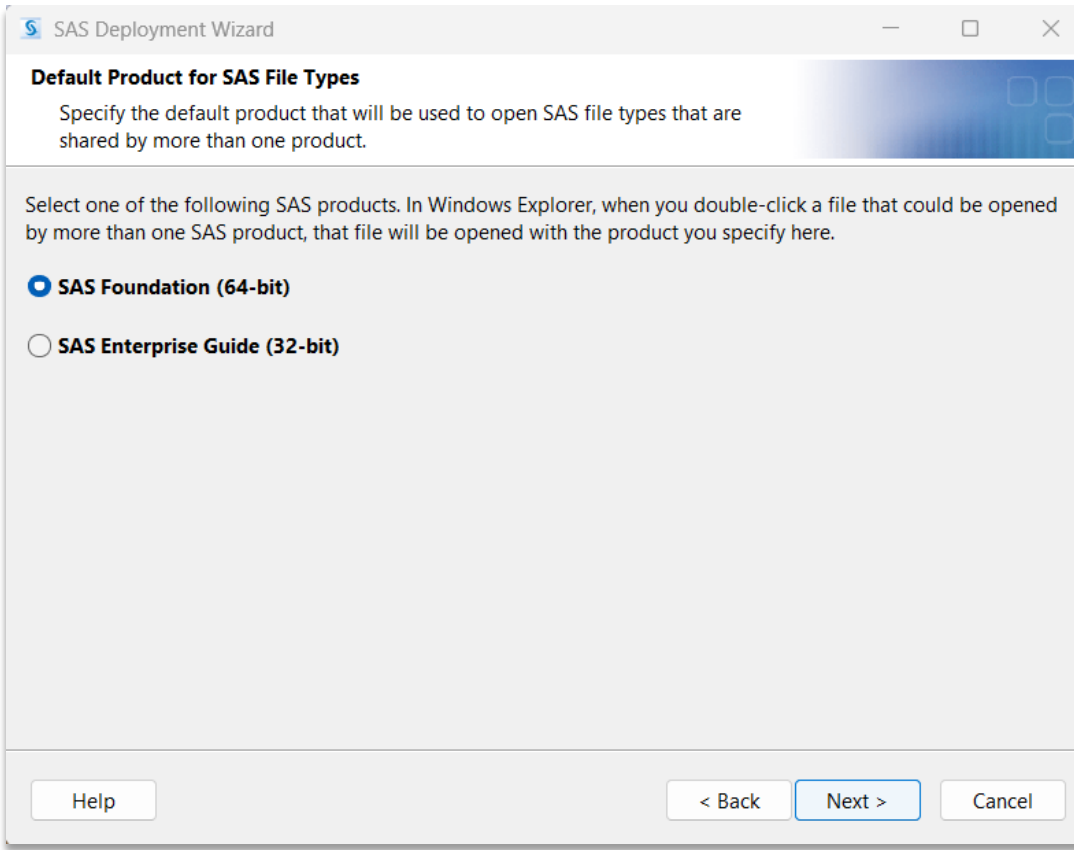 SAS Deployment Wizard
Default Product for SAS File Types
Specify the default product that will be used to open SAS file types that are
shared by more than one product.
Select one of the following SAS products. In Windows Explorer, when you double-click a file that could be opened
by more than one SAS product, that file will be opened with the product you specify here.
SAS Foundation (64-bit)
SAS Enterprise Guide (32-bit)
Help
< Back
Next >
Cancel